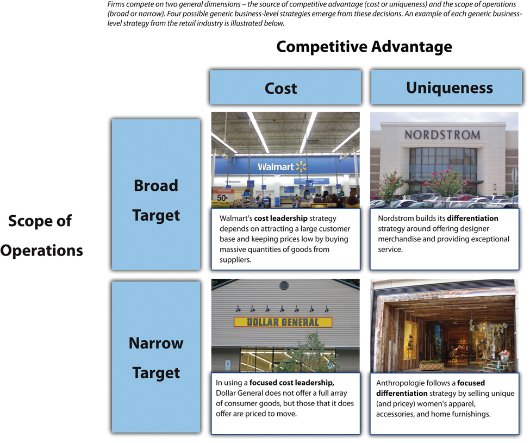 Firms compete on two general dimensions – the source of competitive advantage (cost or uniqueness) and the scope of operations
(broad or narrow). Four possible generic business-level strategies emerge from these decisions. An example of each generic business-
level strategy from the retail industry is illustrated below.
Competitive Advantage
Cost
Uniqueness
Scope of
Operations
Broad
Target
Walmart
50
NORDSTROM
Walmart's cost leadership strategy
depends on attracting a large customer
base and keeping prices low by buying
massive quantities of goods from
suppliers.
Nordstrom builds its differentiation
strategy around offering designer
merchandise and providing exceptional
service.
Narrow
Target
DOLLAR GENERAL
In using a focused cost leadership,
Dollar General does not offer a full array
of consumer goods, but those that it does
offer are priced to move.
Anthropologie follows a focused
differentiation strategy by selling unique
(and pricey) women's apparel,
accessories, and home furnishings.